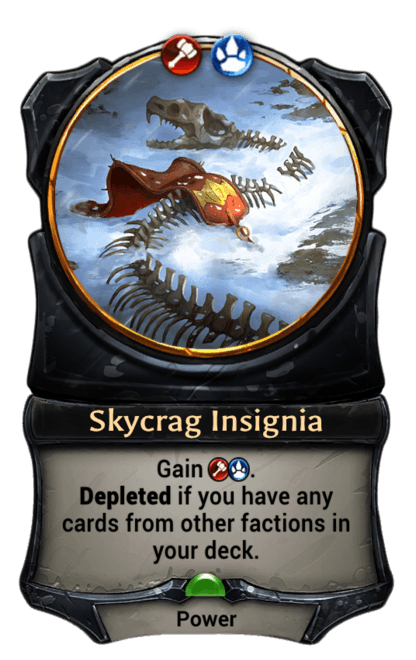 Skycrag Insignia
Gain .
Depleted if you have any
cards from other factions in
your deck.
Power